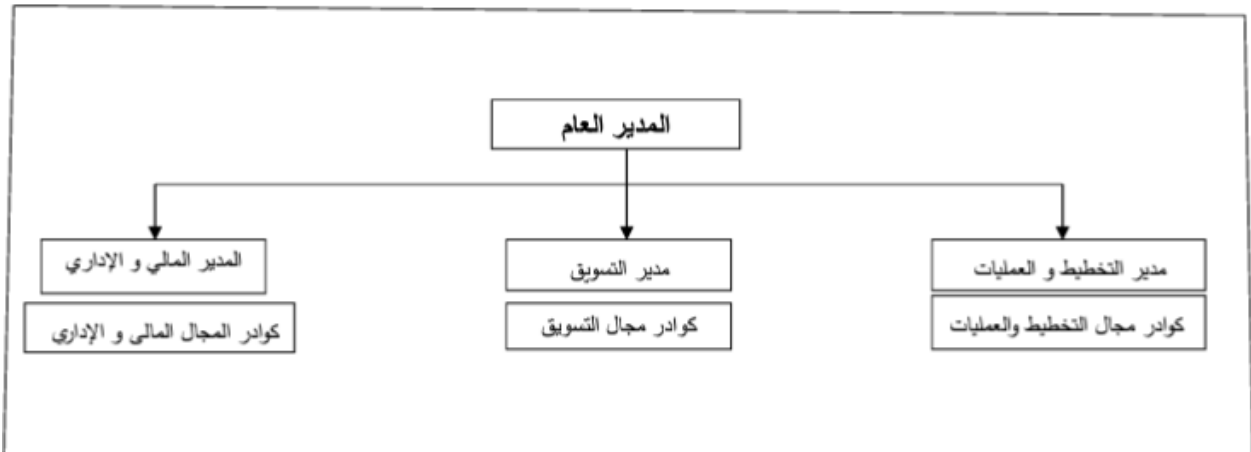 المدير العام
مدير التخطيط و العمليات
مدير التسويق
المدير المالي و الإداري
كوادر مجال التخطيط والعمليات
كوادر مجال التسويق
كوادر المجال المالي و الإداري